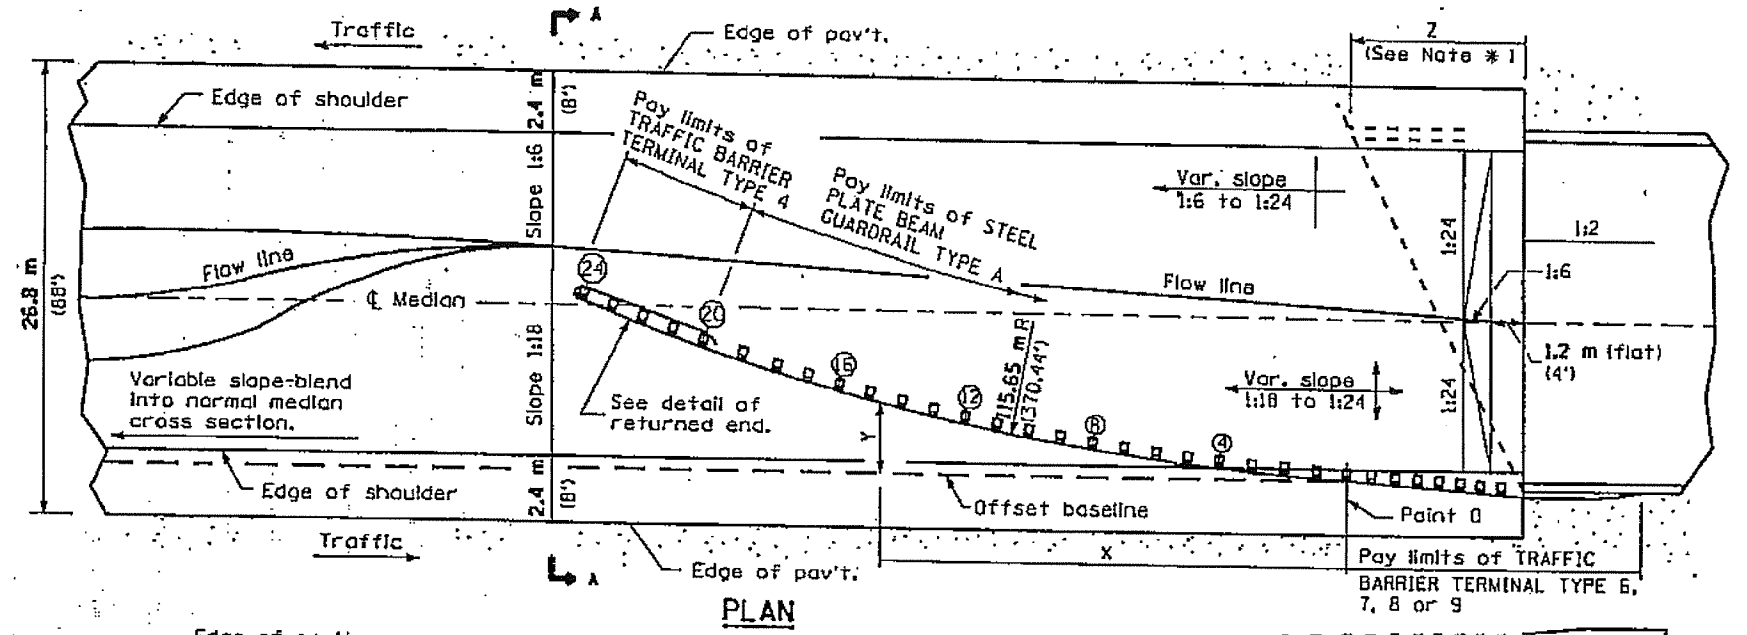 Traffic
A
Edge of pav't.
Z
(See Note *)
Edge of shoulder
2.4 m
(8')
Pay limits of
TRAFFIC BARRIER
TERMINAL TYPE 4
Pay limits of STEEL
PLATE BEAM
GUARDRAIL TYPE A
Slope 1:6
Var. slope
1:6 to 1:24
1:24
1:2
1:6
Flow line
Flow line
26.8 m
(88')
℄ Median
24
20
16
12
8
4
115.65 m R
(370.44')
1.2 m (flat)
(4')
Slope 1:18
Var. slope
1:18 to 1:24
1:24
Variable slope-blend
into normal median
cross section.
See detail of
returned end.
Y
Edge of shoulder
2.4 m
(8')
Offset baseline
Point 0
Traffic
X
A
Edge of pav't.
Pay limits of TRAFFIC
BARRIER TERMINAL TYPE 6,
7, 8 or 9
PLAN